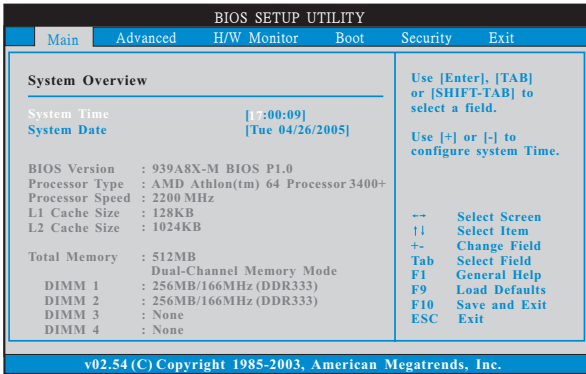 BIOS SETUP UTILITY
Main Advanced H/W Monitor Boot Security Exit
System Overview
System Time [17:00:09]
System Date [Tue 04/26/2005]
BIOS Version : 939A8X-M BIOS P1.0
Processor Type : AMD Athlon(tm) 64 Processor 3400+
Processor Speed : 2200 MHz
L1 Cache Size : 128KB
L2 Cache Size : 1024KB
Total Memory : 512MB
Dual-Channel Memory Mode
DIMM 1 : 256MB/166MHz (DDR333)
DIMM 2 : 256MB/166MHz (DDR333)
DIMM 3 : None
DIMM 4 : None
Use [Enter], [TAB]
or [SHIFT-TAB] to
select a field.
Use [+] or [-] to
configure system Time.
←→ Select Screen
↑↓ Select Item
+- Change Field
Tab Select Field
F1 General Help
F9 Load Defaults
F10 Save and Exit
ESC Exit
v02.54 (C) Copyright 1985-2003, American Megatrends, Inc.